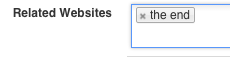 Related Websites
× the end